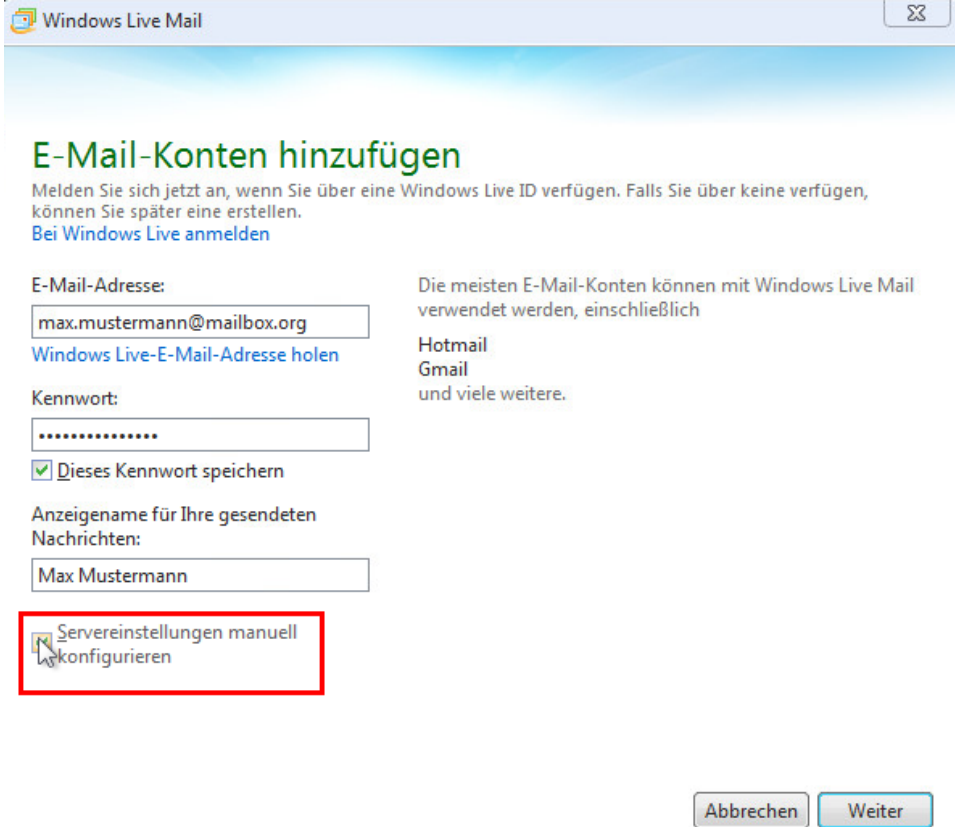 Windows Live Mail
E-Mail-Konten hinzufügen
Melden Sie sich jetzt an, wenn Sie über eine Windows Live ID verfügen. Falls Sie über keine verfügen,
können Sie später eine erstellen.
Bei Windows Live anmelden
E-Mail-Adresse:
max.mustermann@mailbox.org
Windows Live-E-Mail-Adresse holen
Kennwort:
•••••••••••••••
Dieses Kennwort speichern
Anzeigename für Ihre gesendeten
Nachrichten:
Max Mustermann
Servereinstellungen manuell
konfigurieren
Die meisten E-Mail-Konten können mit Windows Live Mail
verwendet werden, einschließlich
Hotmail
Gmail
und viele weitere.
Abbrechen
Weiter